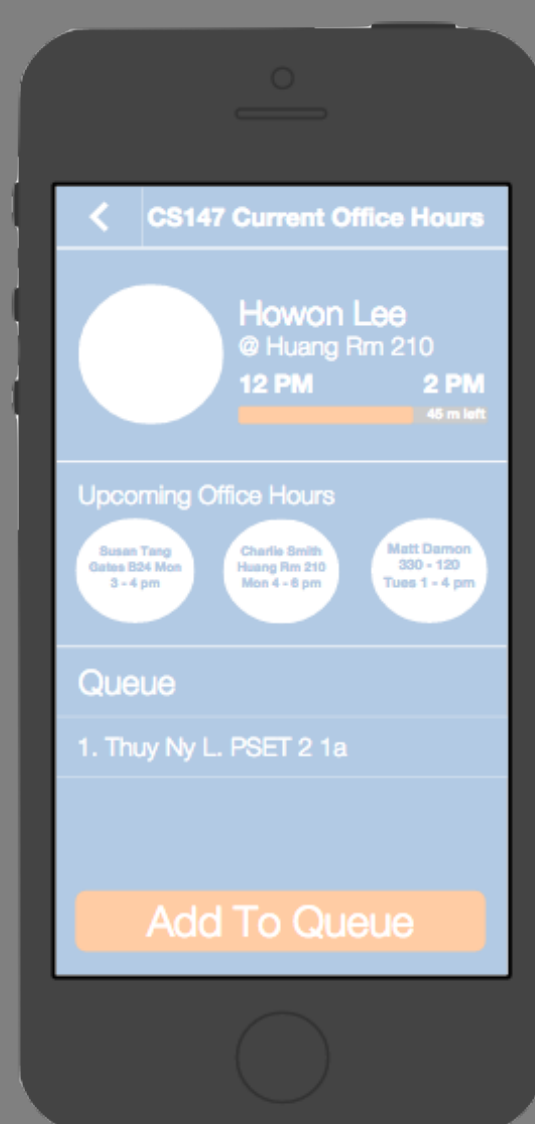 CS147 Current Office Hours
Howon Lee
@ Huang Rm 210
12 PM 2 PM
45 m left
Upcoming Office Hours
Susan Tang
Gates B24 Mon
3 - 4 pm
Charlie Smith
Huang Rm 210
Mon 4 - 6 pm
Matt Damon
330 - 120
Tues 1 - 4 pm
Queue
1. Thuy Ny L. PSET 2 1a
Add To Queue